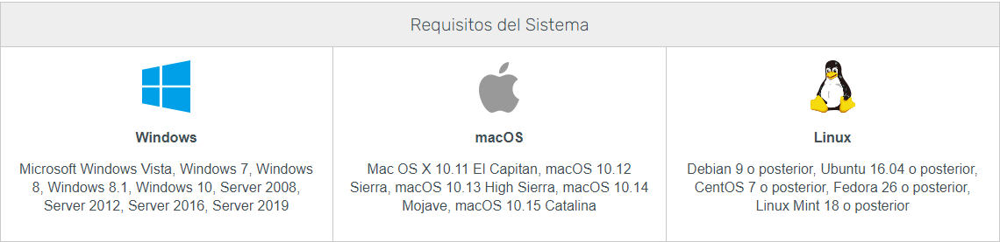 Requisitos del Sistema
Windows
Microsoft Windows Vista, Windows 7, Windows
8, Windows 8.1, Windows 10, Server 2008,
Server 2012, Server 2016, Server 2019
macOS
Mac OS X 10.11 El Capitan, macOS 10.12
Sierra, macOS 10.13 High Sierra, macOS 10.14
Mojave, macOS 10.15 Catalina
Linux
Debian 9 o posterior, Ubuntu 16.04 o posterior,
CentOS 7 o posterior, Fedora 26 o posterior,
Linux Mint 18 o posterior